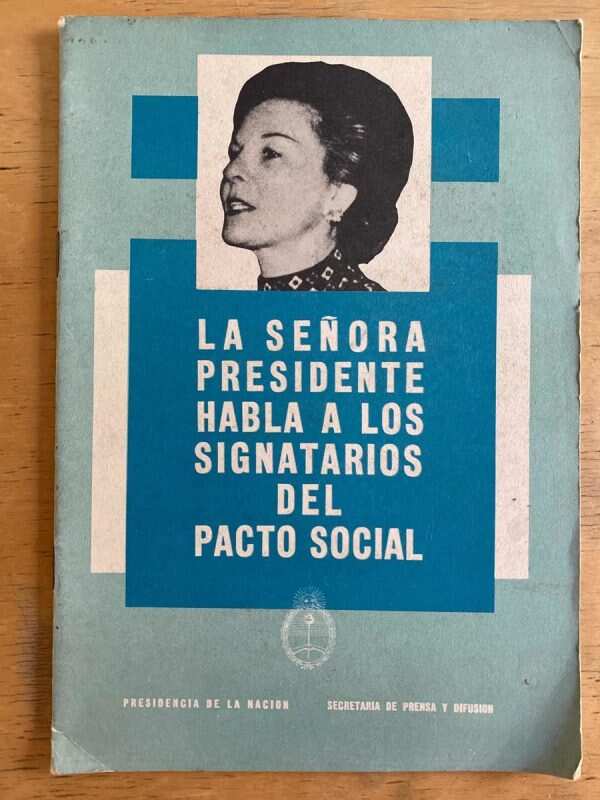 LA SEÑORA
PRESIDENTE
HABLA A LOS
SIGNATARIOS
DEL
PACTO SOCIAL
PRESIDENCIA DE LA NACION SECRETARIA DE PRENSA Y DIFUSION